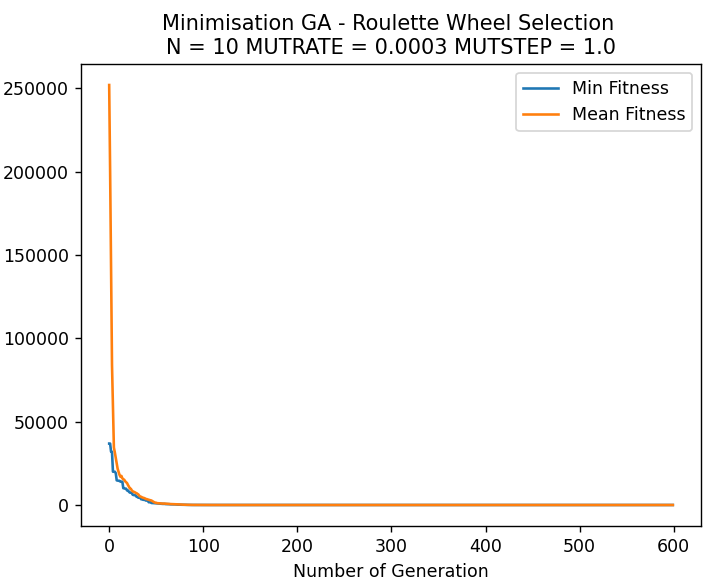 Minimisation GA - Roulette Wheel Selection
N = 10 MUTRATE = 0.0003 MUTSTEP = 1.0
Min Fitness
Mean Fitness
250000
200000
150000
100000
50000
0
0 100 200 300 400 500 600
Number of Generation